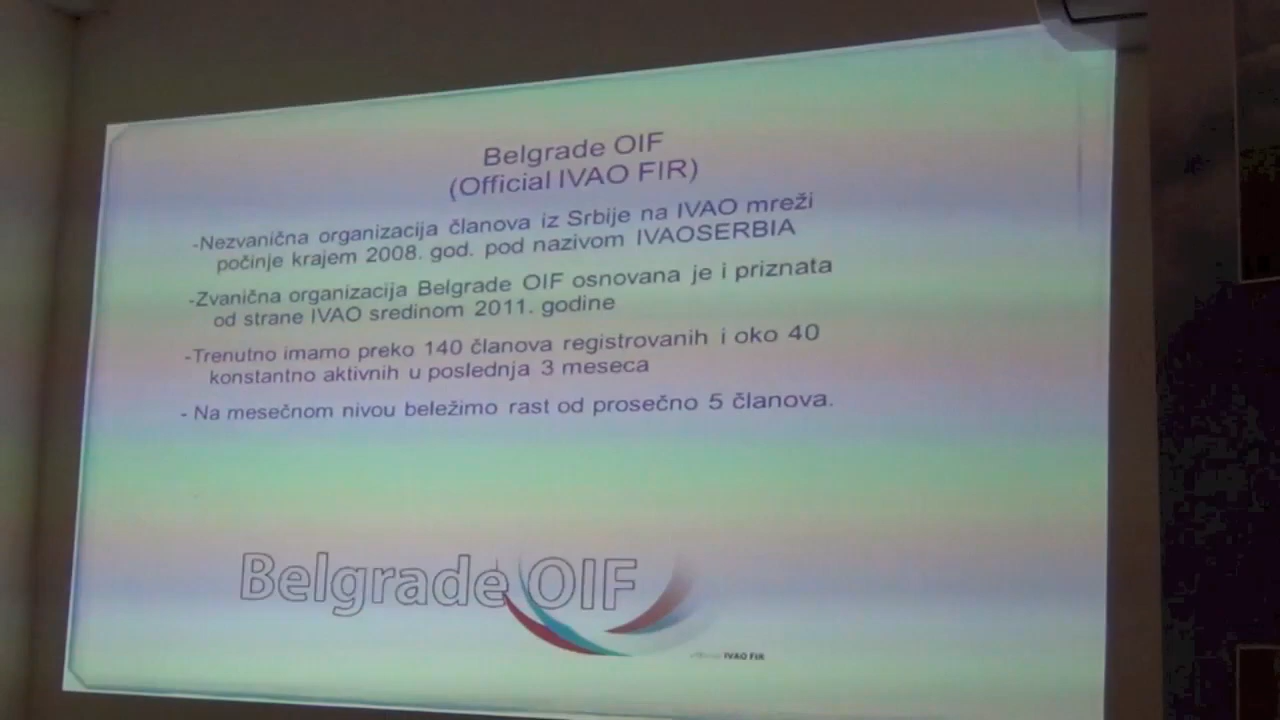 Belgrade OIF
(Official IVAO FIR)
-Nezvanična organizacija članova iz Srbije na IVAO mreži
počinje krajem 2008. god. pod nazivom IVAOSERBIA
-Zvanična organizacija Belgrade OIF osnovana je i priznata
od strane IVAO sredinom 2011. godine
-Trenutno imamo preko 140 članova registrovanih i oko 40
konstantno aktivnih u poslednja 3 meseca
- Na mesečnom nivou beležimo rast od prosečno 5 članova.
Belgrade OIF
IVAO FIR